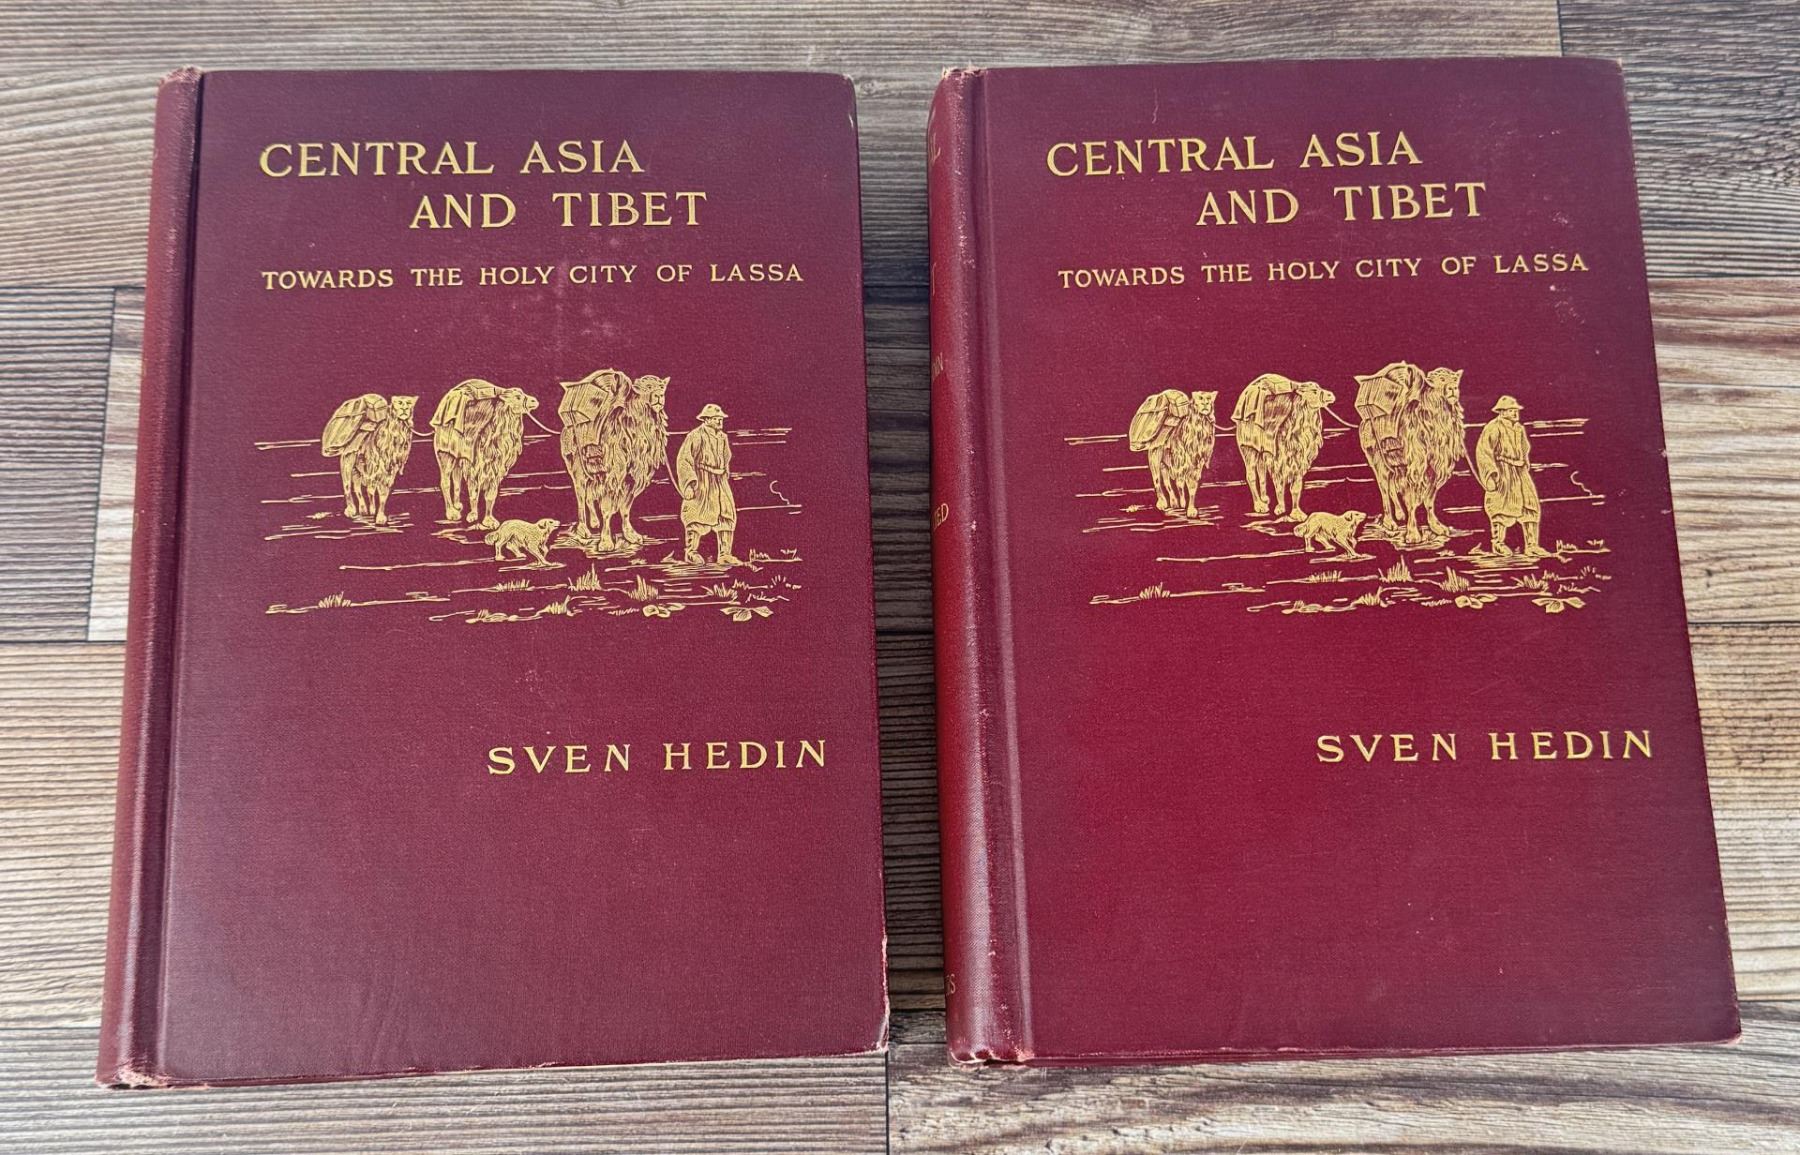 CENTRAL ASIA
AND TIBET
TOWARDS THE HOLY CITY OF LASSA
SVEN HEDIN
CENTRAL ASIA
AND TIBET
TOWARDS THE HOLY CITY OF LASSA
SVEN HEDIN